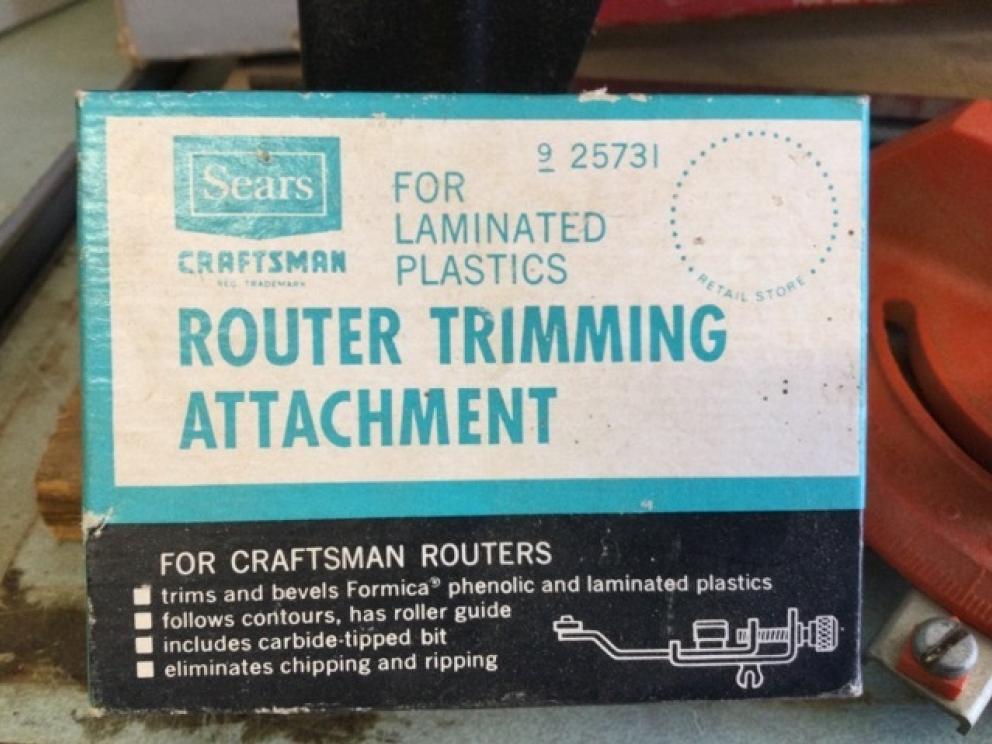 Sears
CRAFTSMAN
REG. TRADEMARK
FOR
LAMINATED
PLASTICS
9 25731
RETAIL STORE
ROUTER TRIMMING
ATTACHMENT
FOR CRAFTSMAN ROUTERS
■ trims and bevels Formica® phenolic and laminated plastics
■ follows contours, has roller guide
■ includes carbide-tipped bit
■ eliminates chipping and ripping